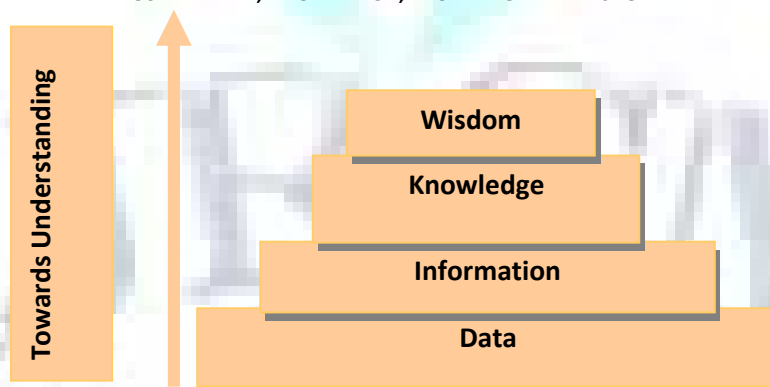 Towards Understanding
Wisdom
Knowledge
Information
Data